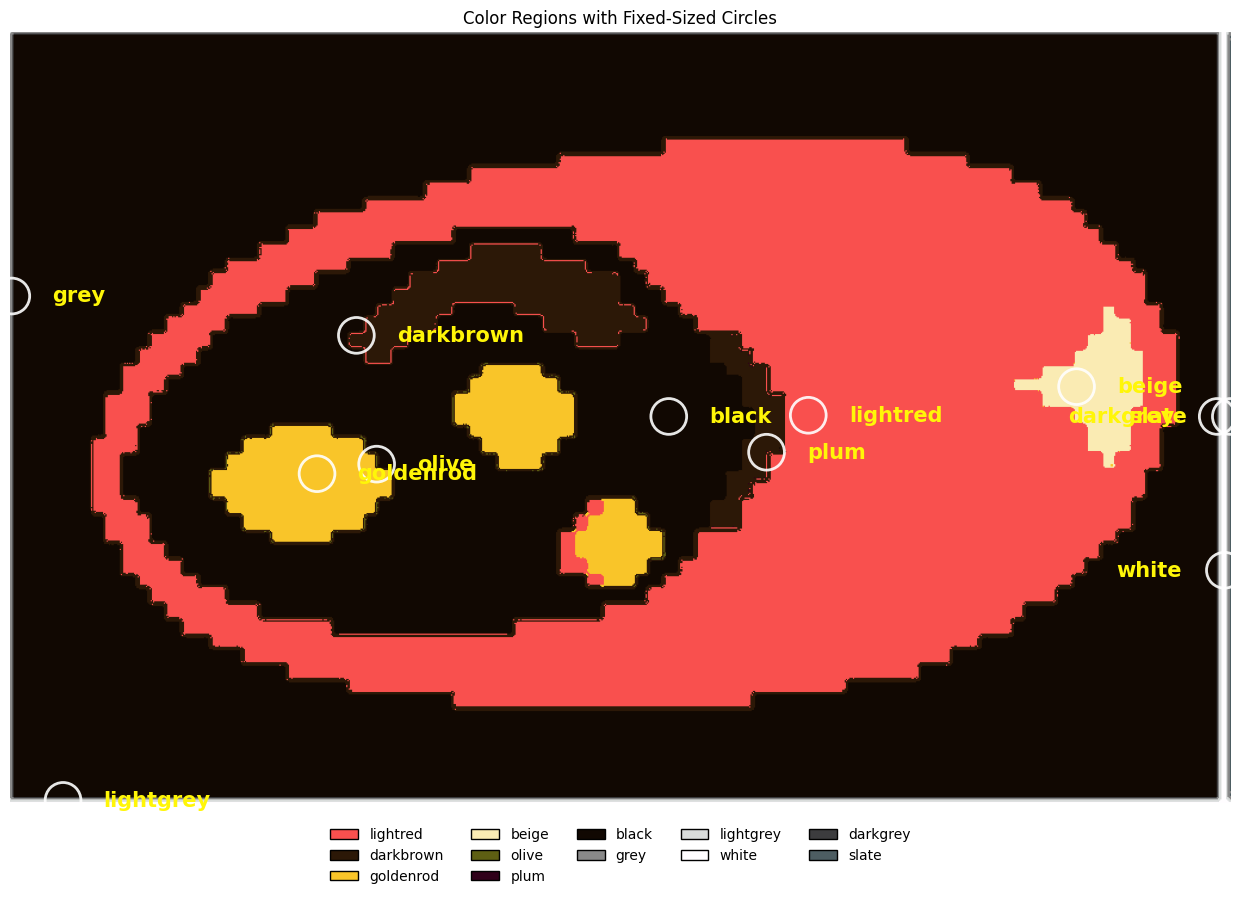 Color Regions with Fixed-Sized Circles
grey
darkbrown
beige
black
lightred
darkgrey
slate
plum
olive
goldenrod
white
lightgrey
lightred
beige
black
lightgrey
darkgrey
darkbrown
olive
grey
white
slate
goldenrod
plum